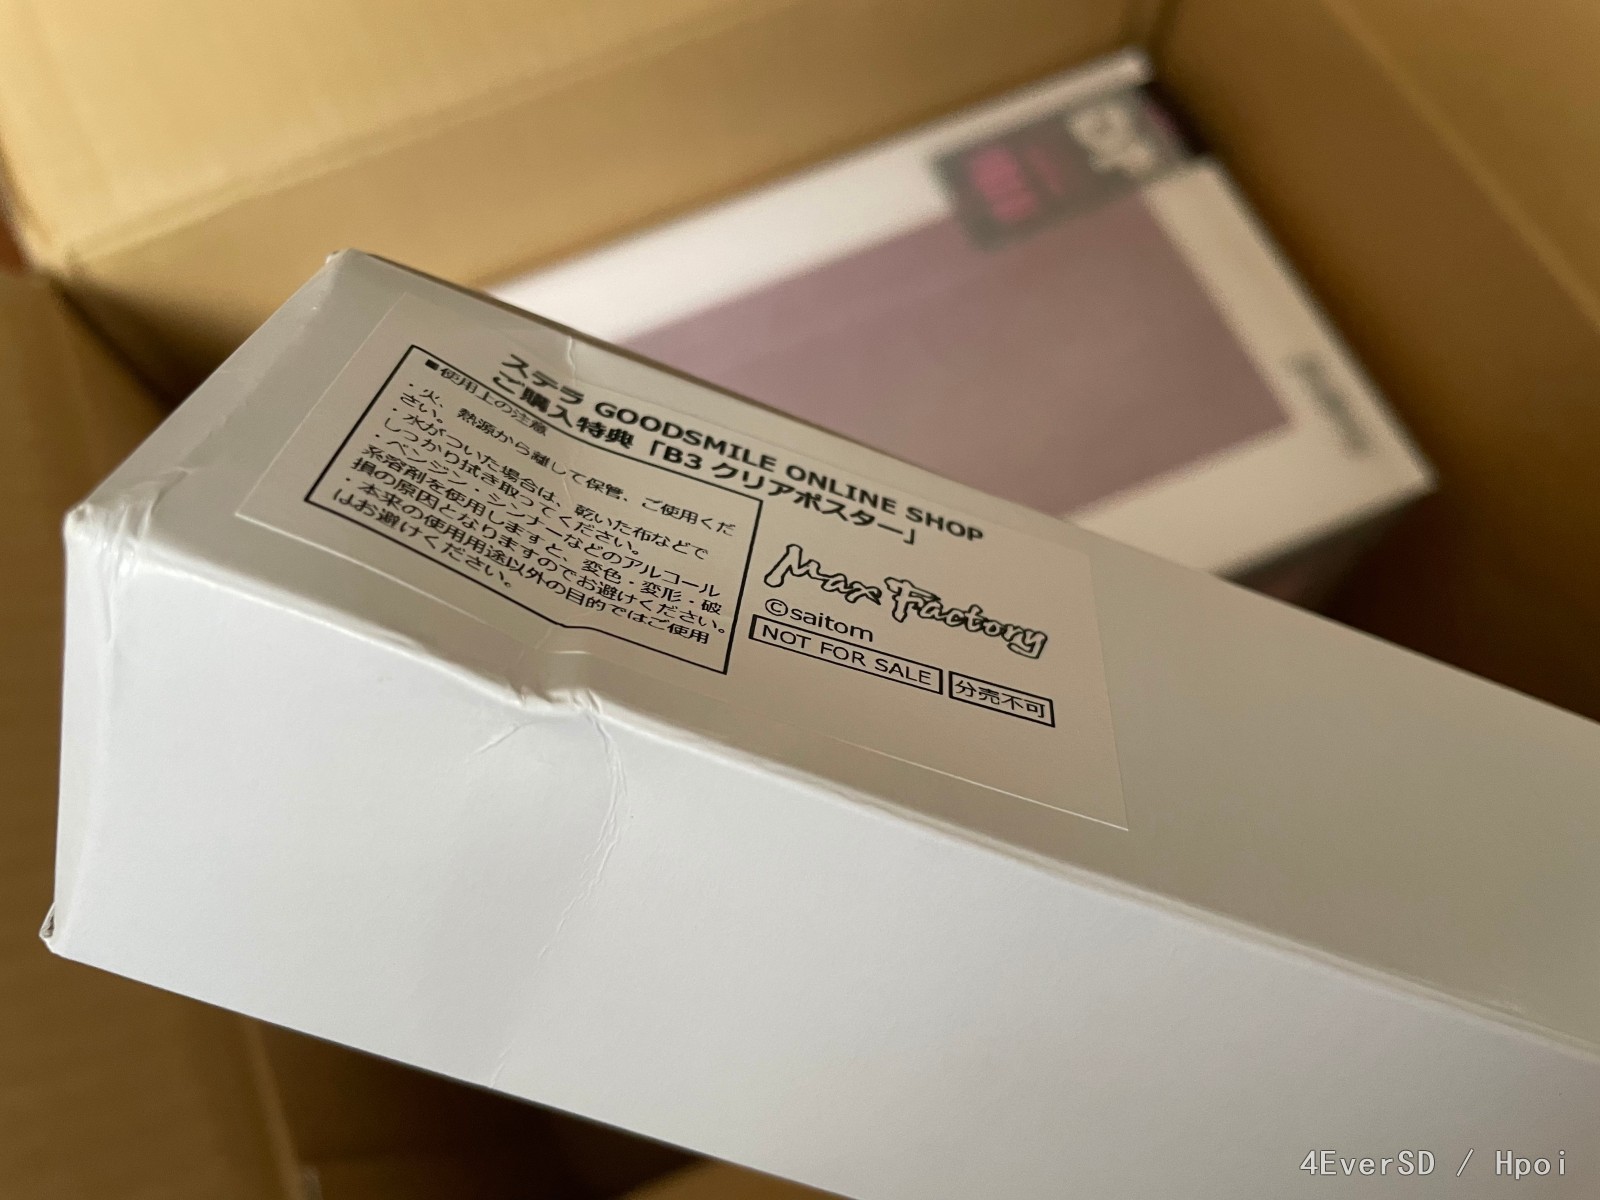 ステラ GOODSMILE ONLINE SHOP
ご購入特典「B3 クリアポスター」
■使用上の注意
・火、熱源から離して保管、ご使用くだ
さい。
・水がついた場合は、乾いた布などで
しっかり拭き取ってください。
・ベンジン・シンナーなどのアルコール
系溶剤を使用しますと、変色・変形・破
損の原因となりますのでお避けください。
・本来の使用用途以外の目的ではご使用
はお避けください。
Max Factory
©saitom
NOT FOR SALE
分売不可
4EverSD / Hpoi